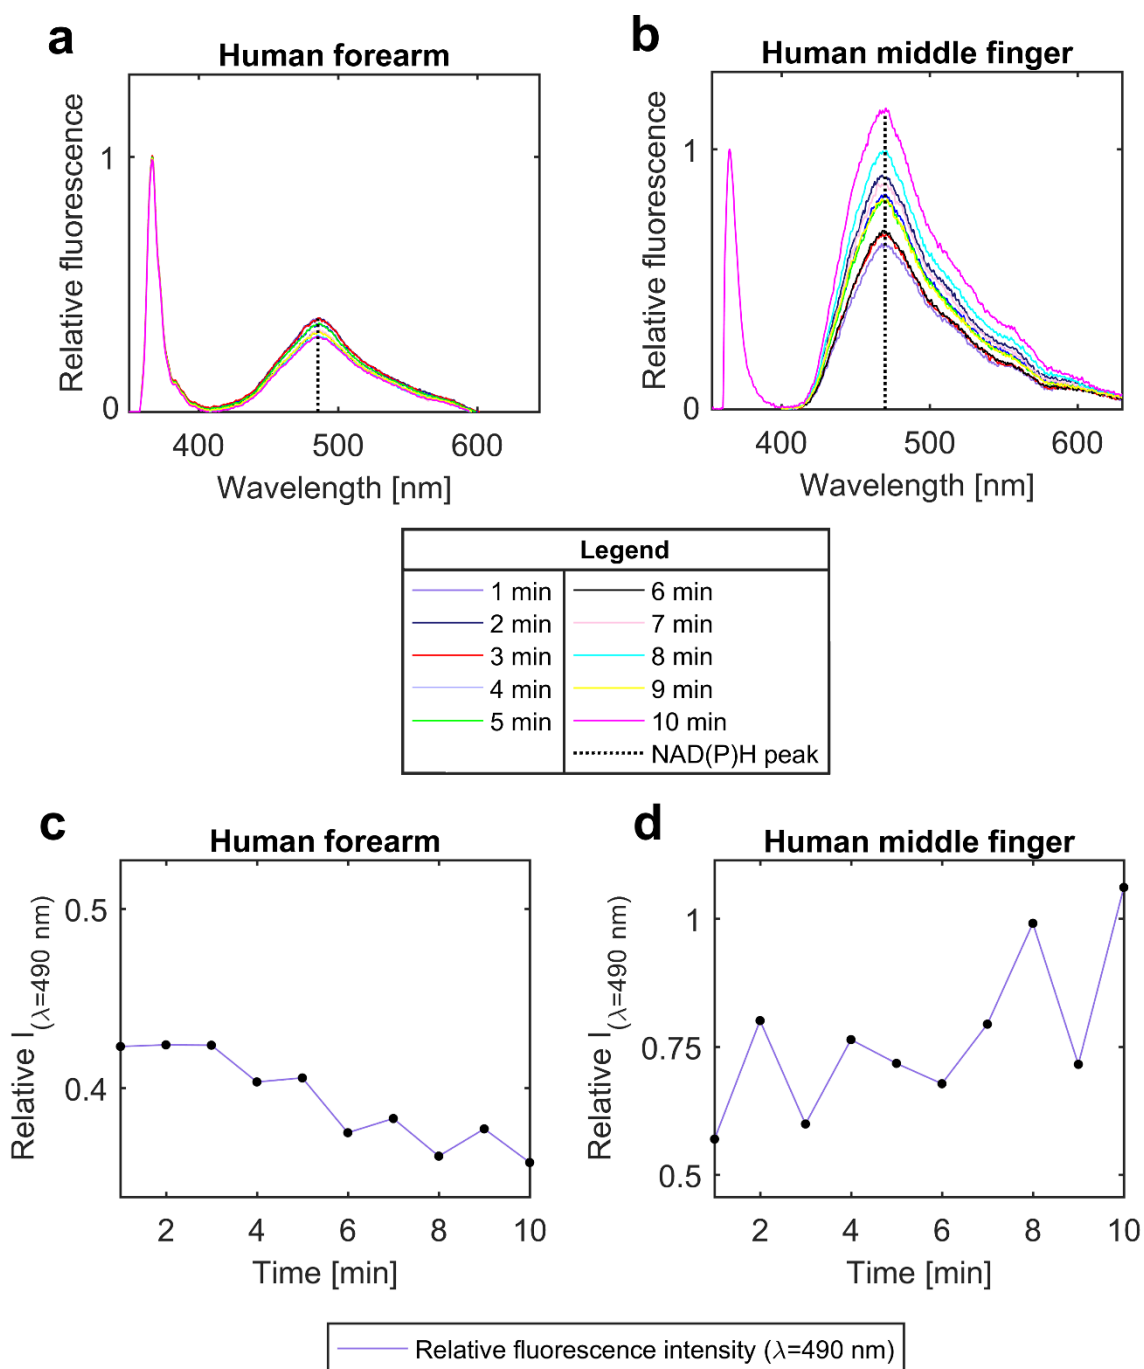 a
Human forearm
Relative fluorescence
1
0
400
500
600
Wavelength [nm]
b
Human middle finger
Relative fluorescence
1
0
400
500
600
Wavelength [nm]
Legend
1 min
2 min
3 min
4 min
5 min
6 min
7 min
8 min
9 min
10 min
NAD(P)H peak
c
Human forearm
Relative I(λ=490 nm)
0.5
0.4
2
4
6
8
10
Time [min]
d
Human middle finger
Relative I(λ=490 nm)
1
0.75
0.5
2
4
6
8
10
Time [min]
Relative fluorescence intensity (λ=490 nm)